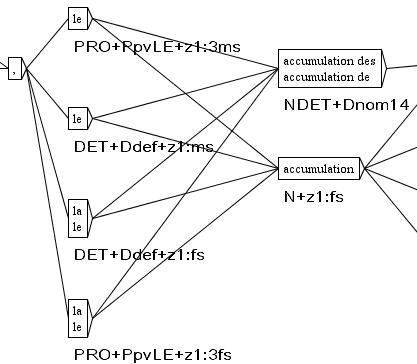 ,
le
PRO+PpvLE+z1:3ms
accumulation des
accumulation de
NDET+Dnom14
le
DET+Ddef+z1:ms
accumulation
N+z1:fs
la
le
DET+Ddef+z1:fs
la
le
PRO+PpvLE+z1:3fs